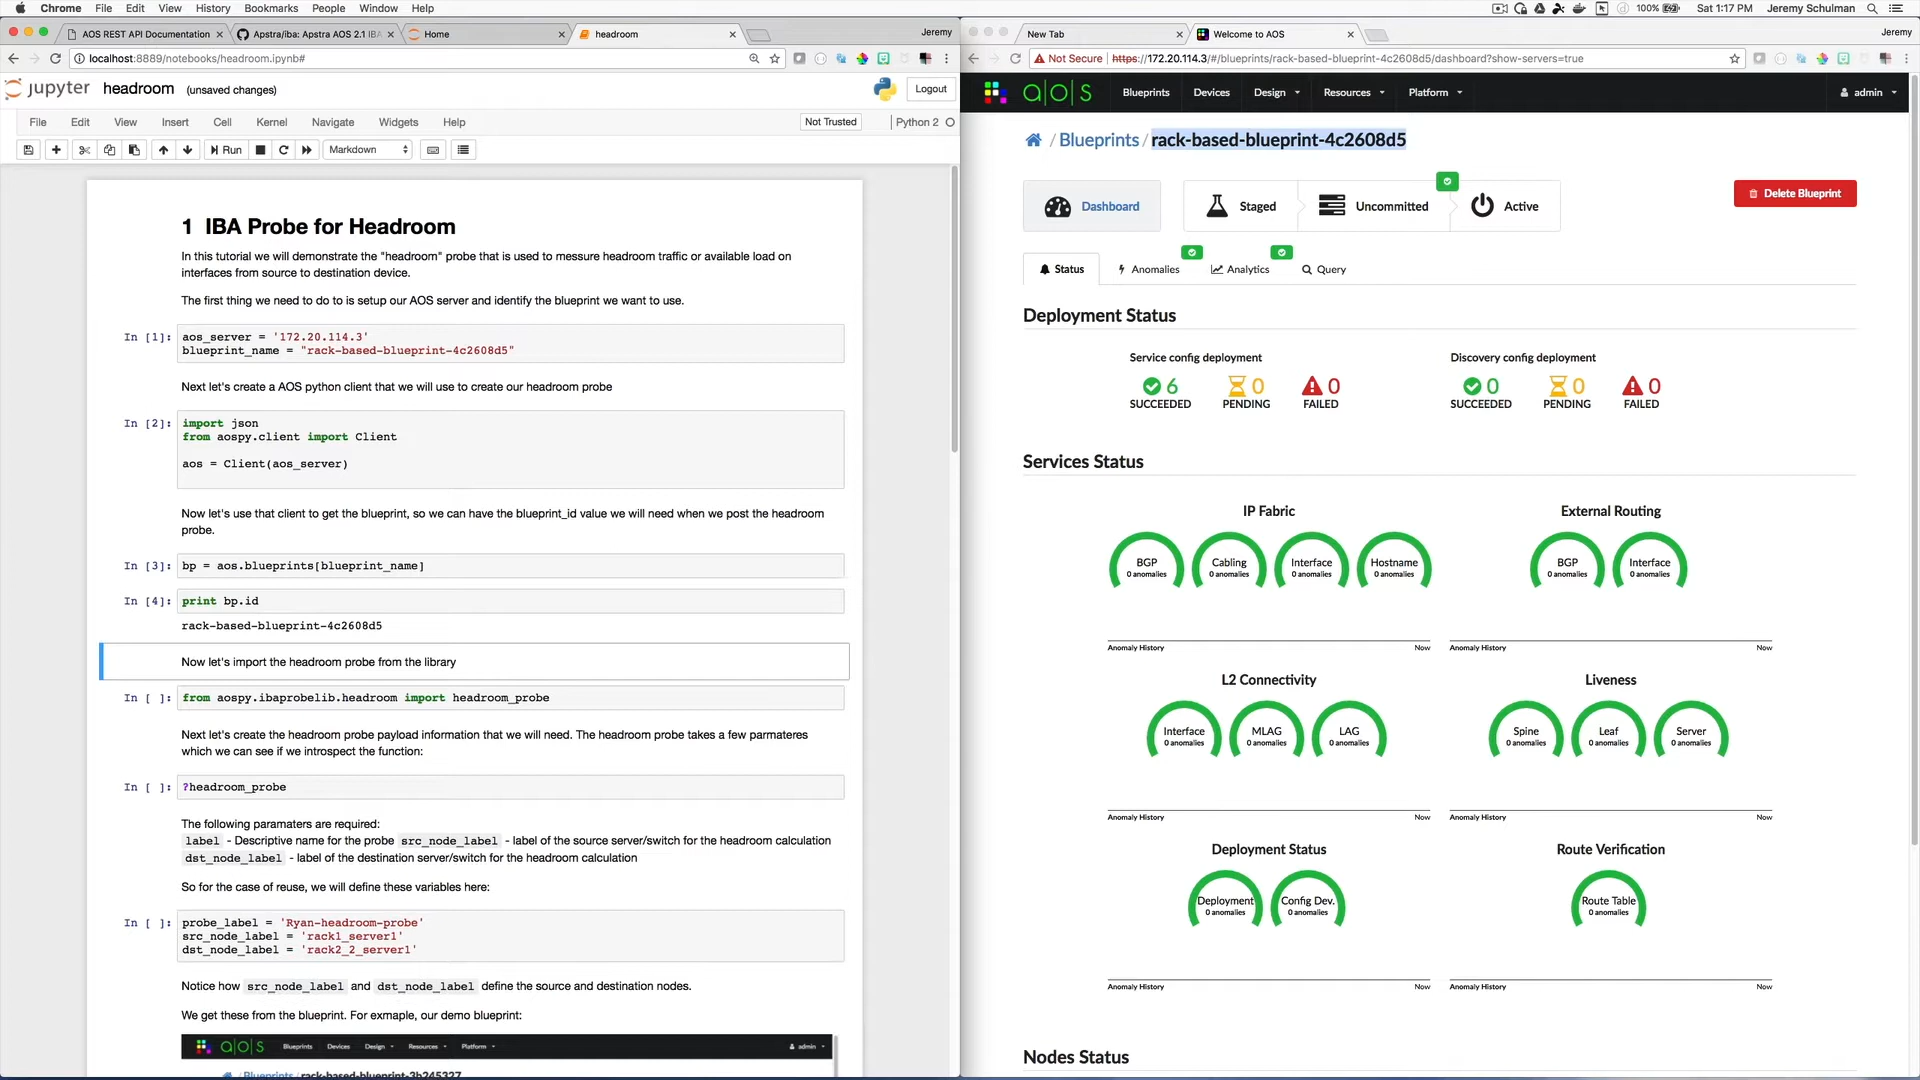 Chrome File Edit View History Bookmarks People Window Help
100% Sat 1:17 PM Jeremy Schulman
AOS REST API Documentation
Apstra/iba: Apstra AOS 2.1 IBA
Home
headroom
Jeremy
localhost:8889/notebooks/headroom.ipynb#
jupyter headroom (unsaved changes)
Logout
File Edit View Insert Cell Kernel Navigate Widgets Help
Not Trusted
Python 2
Run
Markdown
1 IBA Probe for Headroom
In this tutorial we will demonstrate the "headroom" probe that is used to messure headroom traffic or available load on
interfaces from source to destination device.
The first thing we need to do to is setup our AOS server and identify the blueprint we want to use.
In [1]: aos_server = '172.20.114.3'
blueprint_name = "rack-based-blueprint-4c2608d5"
Next let's create a AOS python client that we will use to create our headroom probe
In [2]: import json
from aospy.client import Client
aos = Client(aos_server)
Now let's use that client to get the blueprint, so we can have the blueprint_id value we will need when we post the headroom
probe.
In [3]: bp = aos.blueprints[blueprint_name]
In [4]: print bp.id
rack-based-blueprint-4c2608d5
Now let's import the headroom probe from the library
In [ ]: from aospy.ibaprobelib.headroom import headroom_probe
Next let's create the headroom probe payload information that we will need. The headroom probe takes a few parmateres
which we can see if we introspect the function:
In [ ]: ?headroom_probe
The following paramaters are required:
label - Descriptive name for the probe src_node_label - label of the source server/switch for the headroom calculation
dst_node_label - label of the destination server/switch for the headroom calculation
So for the case of reuse, we will define these variables here:
In [ ]: probe_label = 'Ryan-headroom-probe'
src_node_label = 'rack1_server1'
dst_node_label = 'rack2_2_server1'
Notice how src_node_label and dst_node_label define the source and destination nodes.
We get these from the blueprint. For exmaple, our demo blueprint:
aos Blueprints Devices Design Resources Platform admin
Blueprints / rack-based-blueprint-3b245327
New Tab
Welcome to AOS
Jeremy
Not Secure https://172.20.114.3/#/blueprints/rack-based-blueprint-4c2608d5/dashboard?show-servers=true
a|o|s Blueprints Devices Design Resources Platform admin
/ Blueprints / rack-based-blueprint-4c2608d5
Dashboard
Staged
Uncommitted
Active
Delete Blueprint
Status
Anomalies
Analytics
Query
Deployment Status
Service config deployment
6 0 0
SUCCEEDED PENDING FAILED
Discovery config deployment
0 0 0
SUCCEEDED PENDING FAILED
Services Status
IP Fabric
BGP Cabling Interface Hostname
0 anomalies 0 anomalies 0 anomalies 0 anomalies
Anomaly History Now
External Routing
BGP Interface
0 anomalies 0 anomalies
Anomaly History Now
L2 Connectivity
Interface MLAG LAG
0 anomalies 0 anomalies 0 anomalies
Anomaly History Now
Liveness
Spine Leaf Server
0 anomalies 0 anomalies 0 anomalies
Anomaly History Now
Deployment Status
Deployment Config Dev.
0 anomalies 0 anomalies
Anomaly History Now
Route Verification
Route Table
0 anomalies
Anomaly History Now
Nodes Status